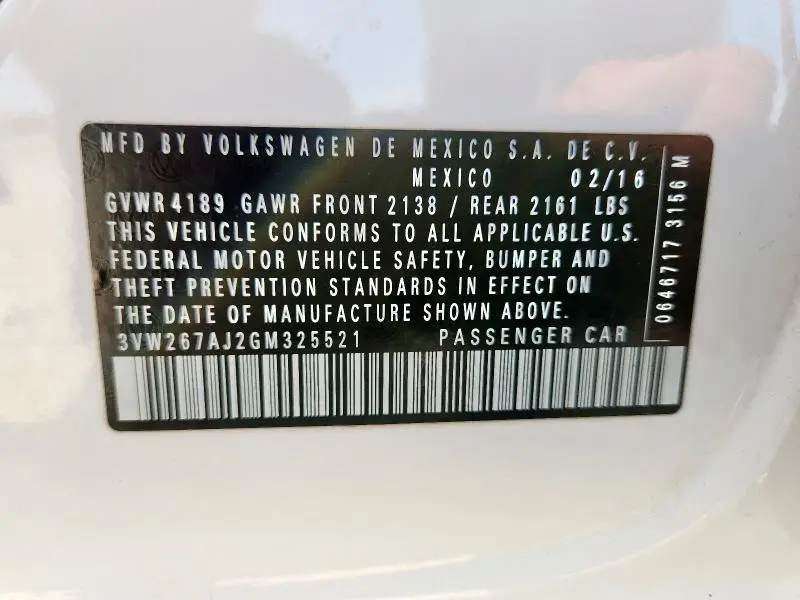 MFD BY VOLKSWAGEN DE MEXICO S.A. DE C.V.
MEXICO 02/16
GVWR 4189 GAWR FRONT 2138 / REAR 2161 LBS
THIS VEHICLE CONFORMS TO ALL APPLICABLE U.S.
FEDERAL MOTOR VEHICLE SAFETY, BUMPER AND
THEFT PREVENTION STANDARDS IN EFFECT ON
THE DATE OF MANUFACTURE SHOWN ABOVE.
3VW267AJ2GM325521 PASSENGER CAR
0646717 3156 M